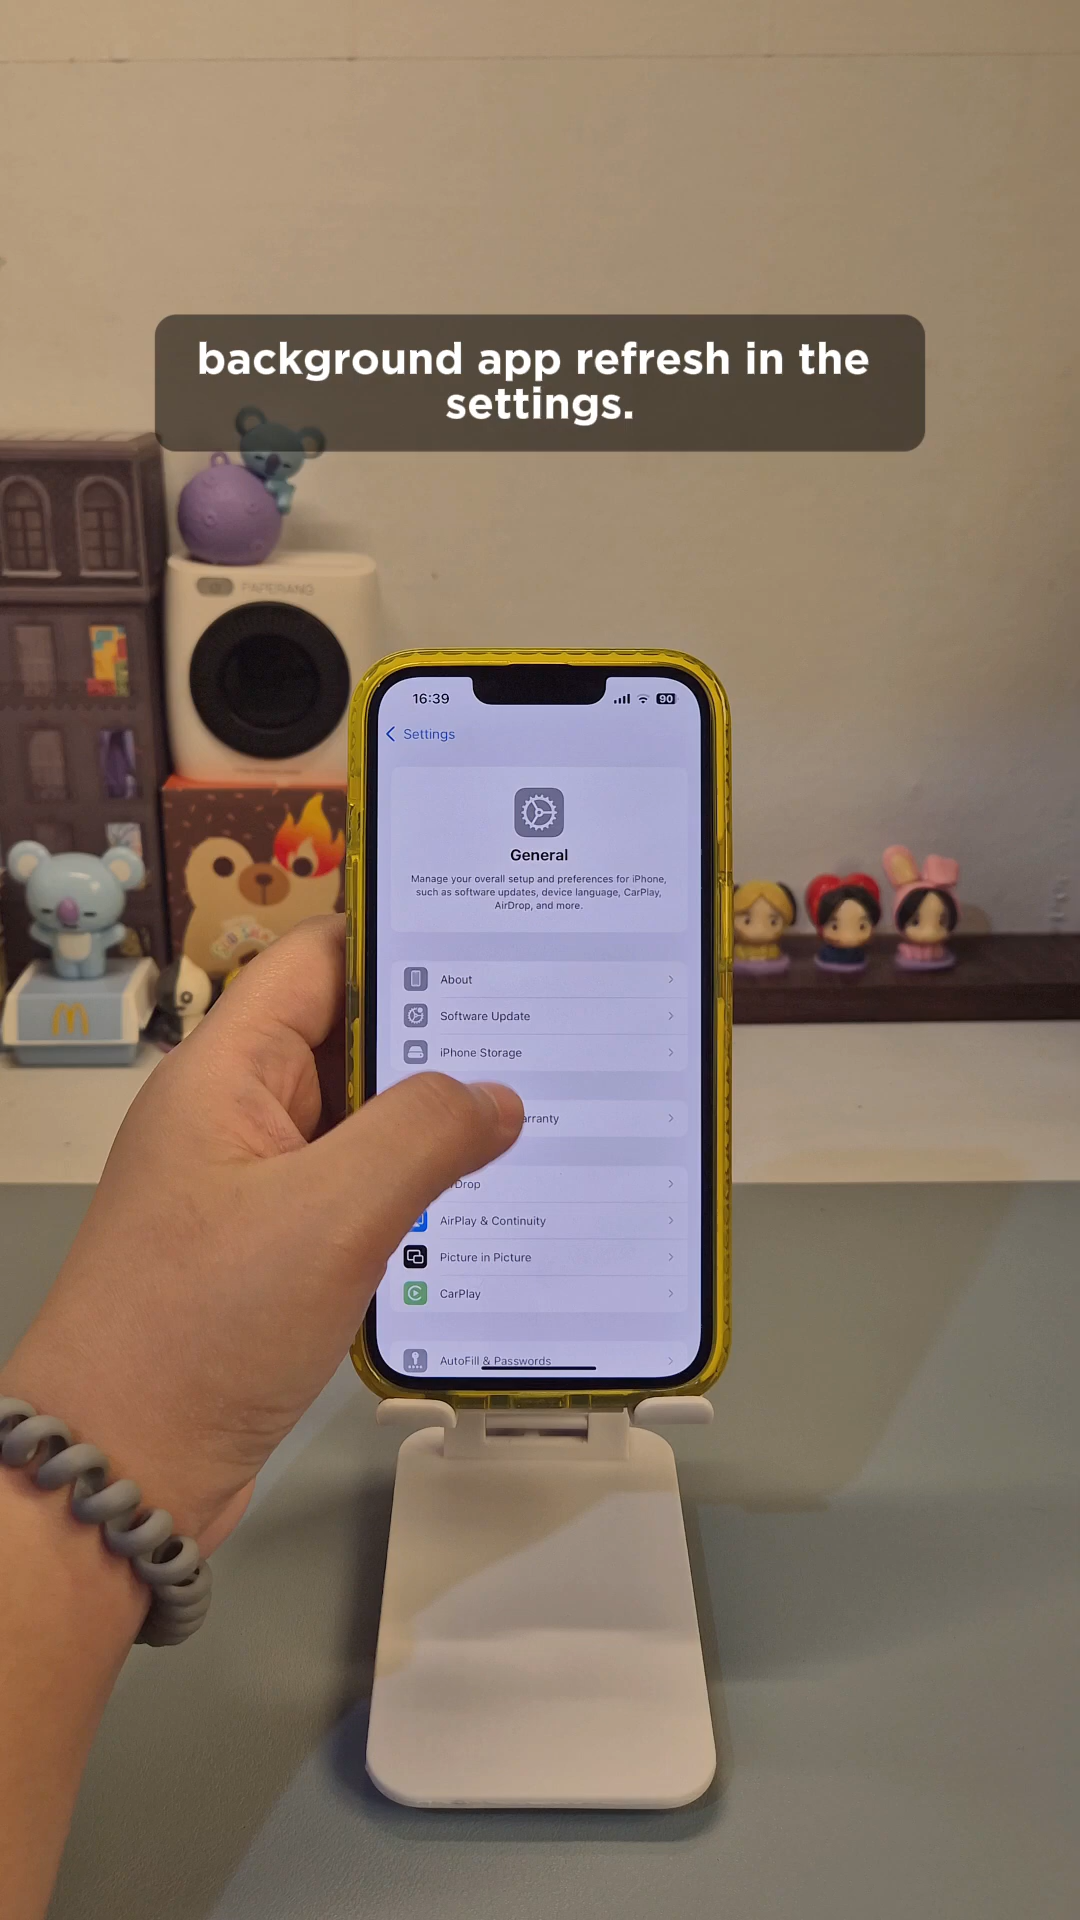 background app refresh in the
settings.
PAPERANG
16:39
90
Settings
General
Manage your overall setup and preferences for iPhone,
such as software updates, device language, CarPlay,
AirDrop, and more.
About
Software Update
iPhone Storage
AirPlay & Continuity
Picture in Picture
CarPlay
AutoFill & Passwords